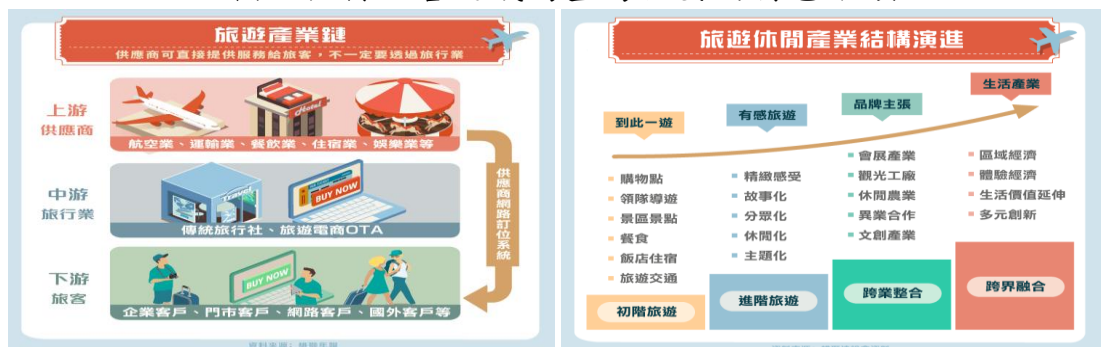 旅遊產業鏈
供應商可直接提供服務給旅客，不一定要透過旅行業
上游
供應商
Hotel
航空業、運輸業、餐飲業、住宿業、娛樂業等
中游
旅行業
TRAVEL
BUY NOW
傳統旅行社、旅遊電商OTA
下游
旅客
BUY NOW
企業客戶、門市客戶、網路客戶、國外客戶等
供應商網路訂位系統
旅遊休閒產業結構演進
到此一遊
購物點
領隊導遊
景區景點
餐食
飯店住宿
旅遊交通
初階旅遊
有感旅遊
精緻感受
故事化
分眾化
休閒化
主題化
進階旅遊
品牌主張
會展產業
觀光工廠
休閒農業
異業合作
文創產業
跨業整合
生活產業
區域經濟
體驗經濟
生活價值延伸
多元創新
跨界融合